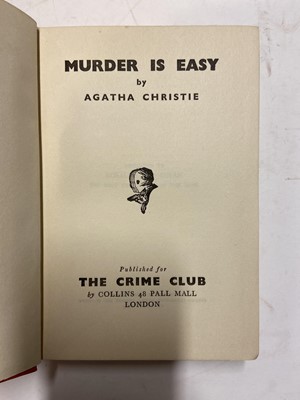 MURDER IS EASY
by
AGATHA CHRISTIE
Published for
THE CRIME CLUB
by COLLINS 48 PALL MALL
LONDON